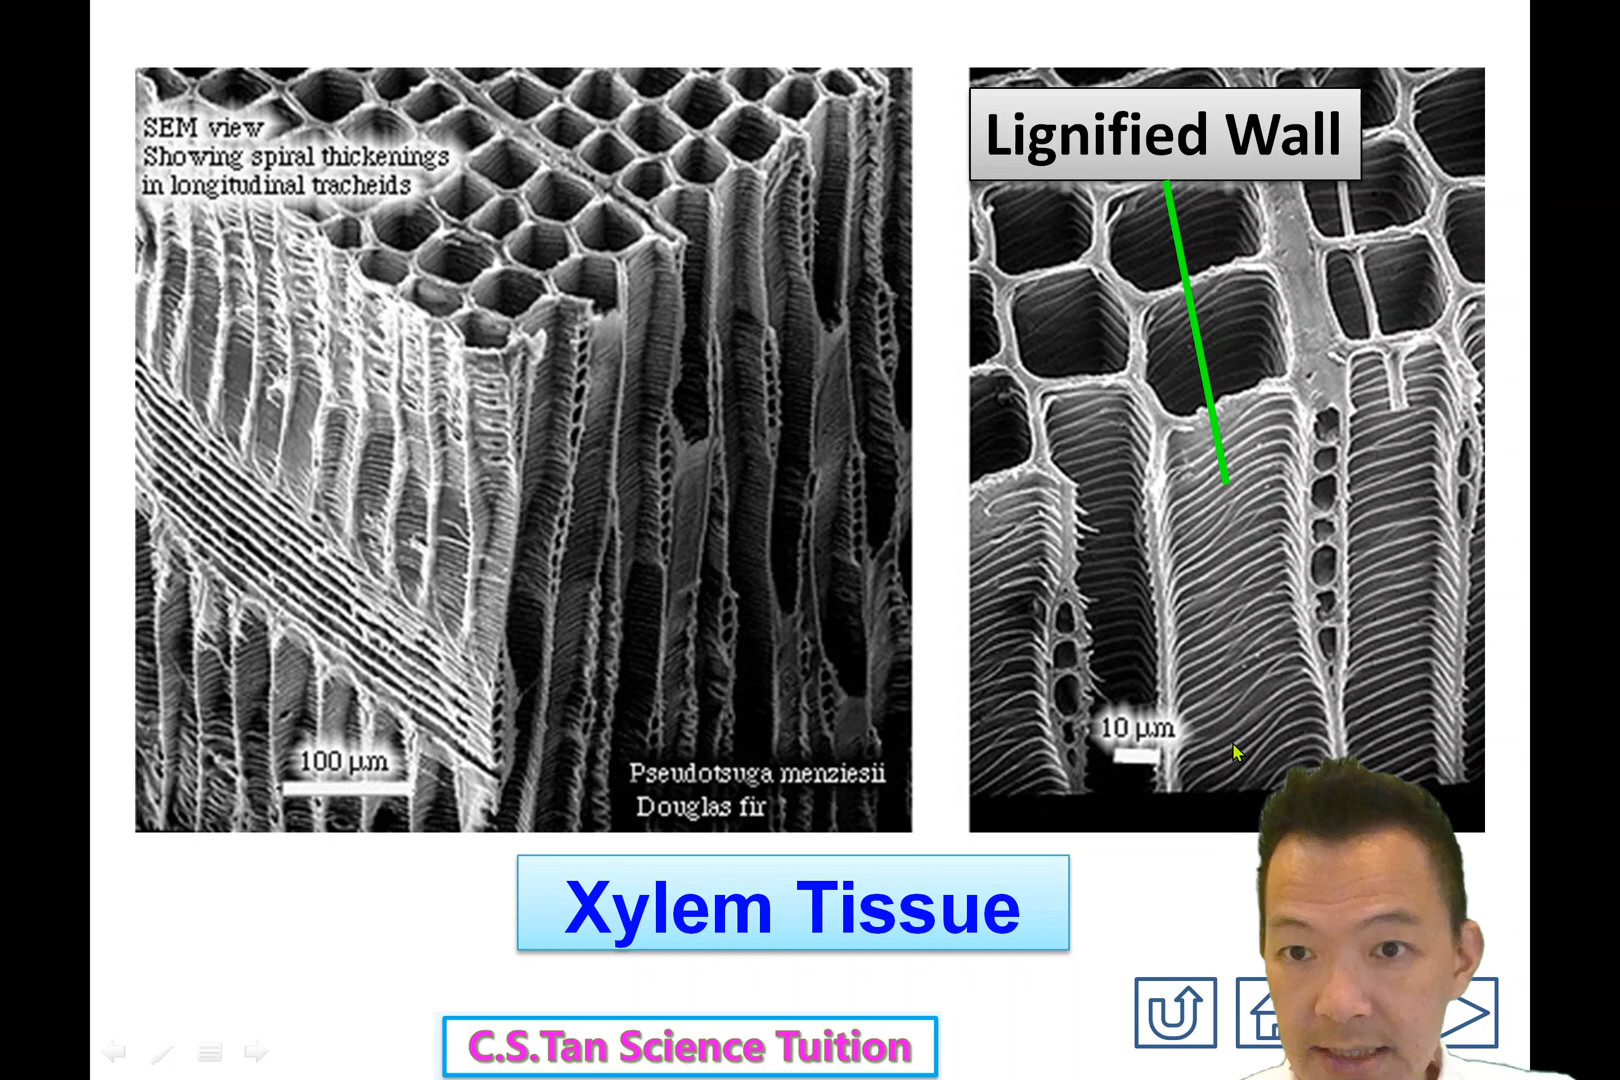 SEM view
Showing spiral thickenings
in longitudinal tracheids
Lignified Wall
100 µm
10 µm
Pseudotsuga menziesii
Douglas fir
Xylem Tissue
C.S.Tan Science Tuition